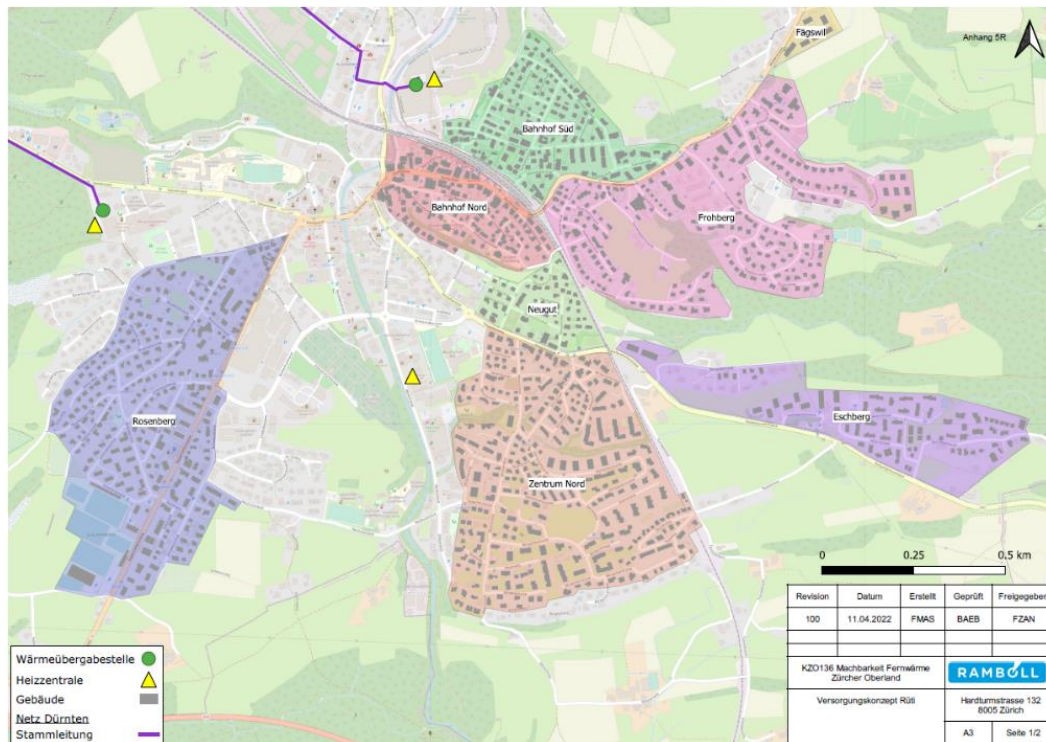 Anhang 5R
Fägswil
Bahnhof Süd
Bahnhof Nord
Frohberg
Neugut
Rosenberg
Eschberg
Zentrum Nord
0 0.25 0.5 km
Revision Datum Erstellt Geprüft Freigegeben
100 11.04.2022 FMAS BAEB FZAN
KZO136 Machbarkeit Fernwärme
Zürcher Oberland
RAMBOLL
Versorgungskonzept Rüti
Hardturmstrasse 132
8005 Zürich
A3 Seite 1/2
Wärmeübergabestelle
Heizzentrale
Gebäude
Netz Dürnten
Stammleitung